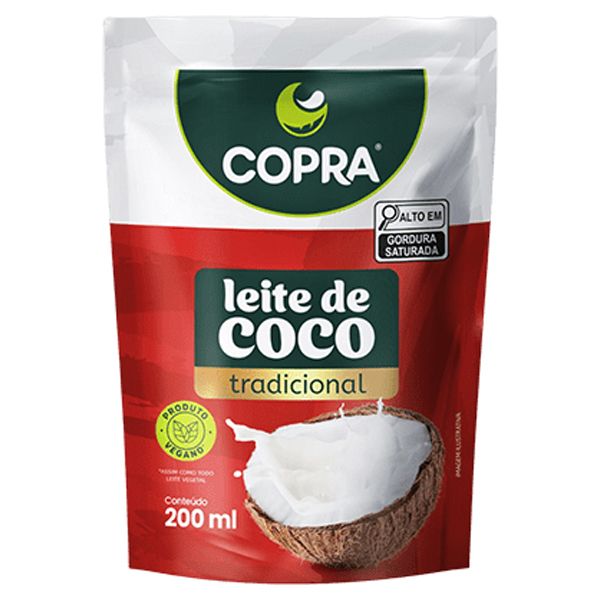 COPRA®
ALTO EM
GORDURA
SATURADA
leite de
COCO
tradicional
PRODUTO
VEGANO
*ASSIM COMO TODO
LEITE VEGETAL
Conteúdo
200 ml
IMAGEM ILUSTRATIVA